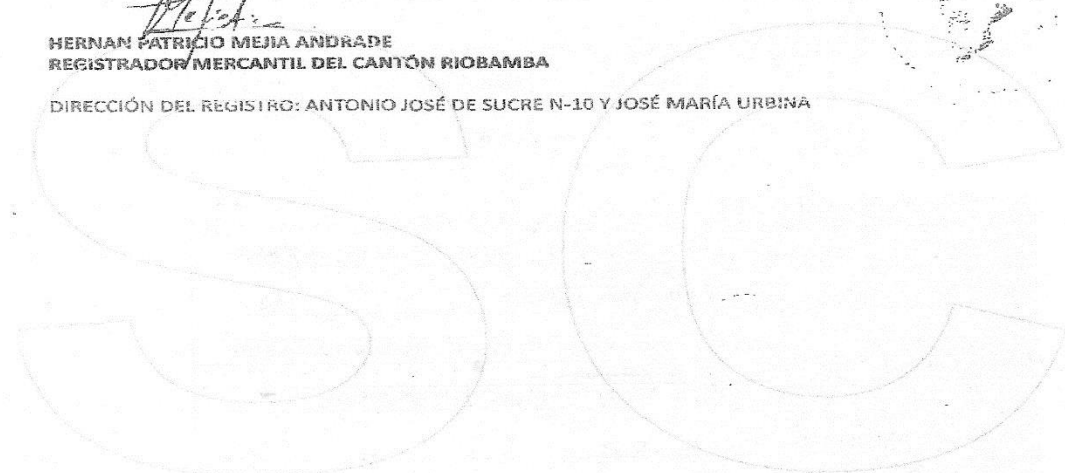 HERNAN PATRICIO MEJIA ANDRADE
REGISTRADOR MERCANTIL DEL CANTÓN RIOBAMBA
DIRECCIÓN DEL REGISTRO: ANTONIO JOSÉ DE SUCRE N-10 Y JOSÉ MARÍA URBINA
SC